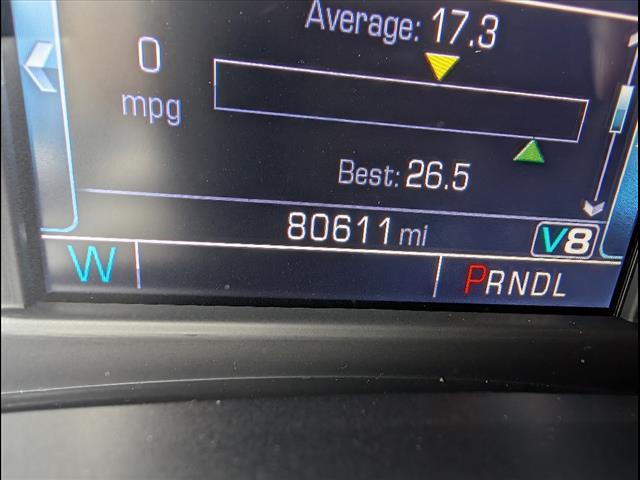 Average: 17.3
0
mpg
Best: 26.5
80611 mi
V8
W
PRNDL